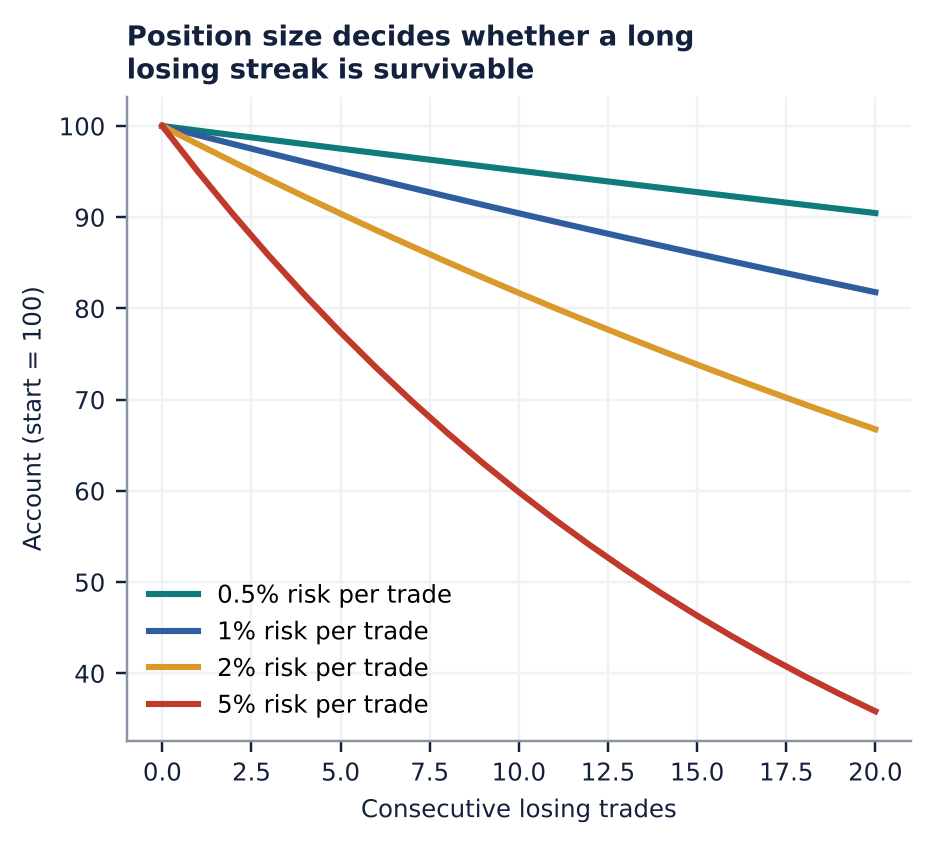 Position size decides whether a long
losing streak is survivable
Account (start = 100)
100
90
80
70
60
50
40
0.5% risk per trade
1% risk per trade
2% risk per trade
5% risk per trade
0.0 2.5 5.0 7.5 10.0 12.5 15.0 17.5 20.0
Consecutive losing trades